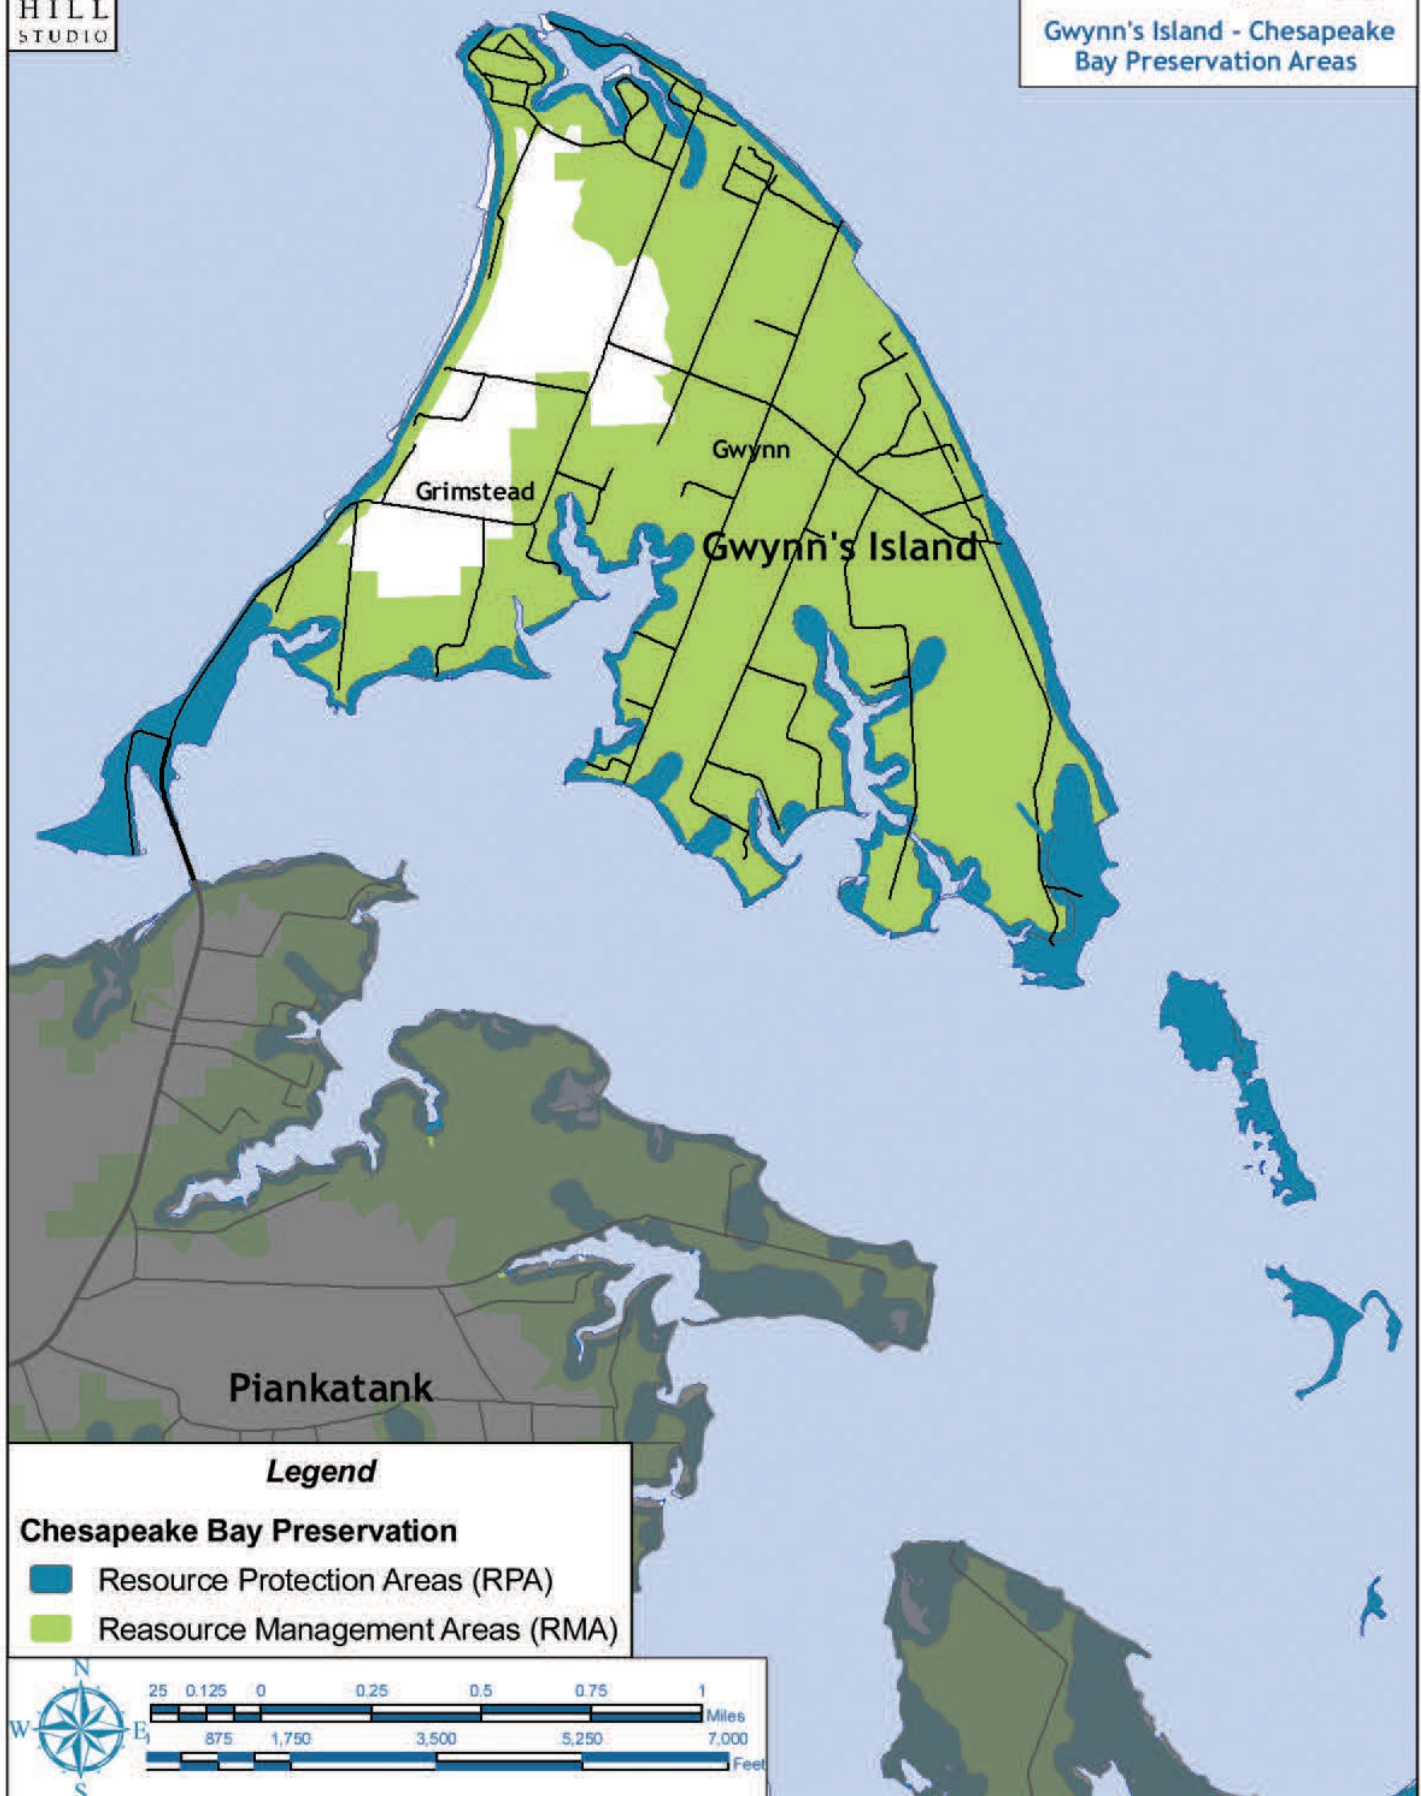 HILL
STUDIO
Gwynn's Island - Chesapeake
Bay Preservation Areas
Gwynn
Grimstead
Gwynn's Island
Piankatank
Legend
Chesapeake Bay Preservation
Resource Protection Areas (RPA)
Reasource Management Areas (RMA)
N
W E
S
25 0.125 0 0.25 0.5 0.75 1
Miles
875 1,750 3,500 5,250 7,000
Feet